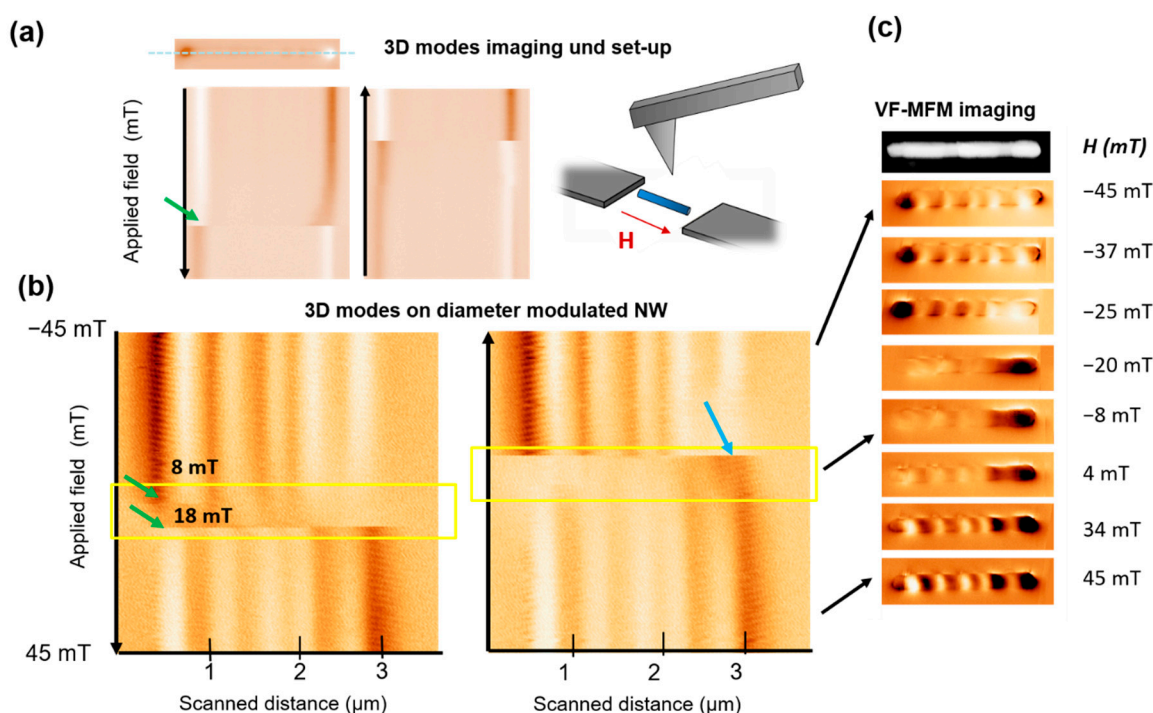 (a)
3D modes imaging und set-up
Applied field (mT)
H
(b)
3D modes on diameter modulated NW
−45 mT
Applied field (mT)
8 mT
18 mT
45 mT
1
2
3
Scanned distance (µm)
Applied field (mT)
1
2
3
Scanned distance (µm)
(c)
VF-MFM imaging
H (mT)
−45 mT
−37 mT
−25 mT
−20 mT
−8 mT
4 mT
34 mT
45 mT